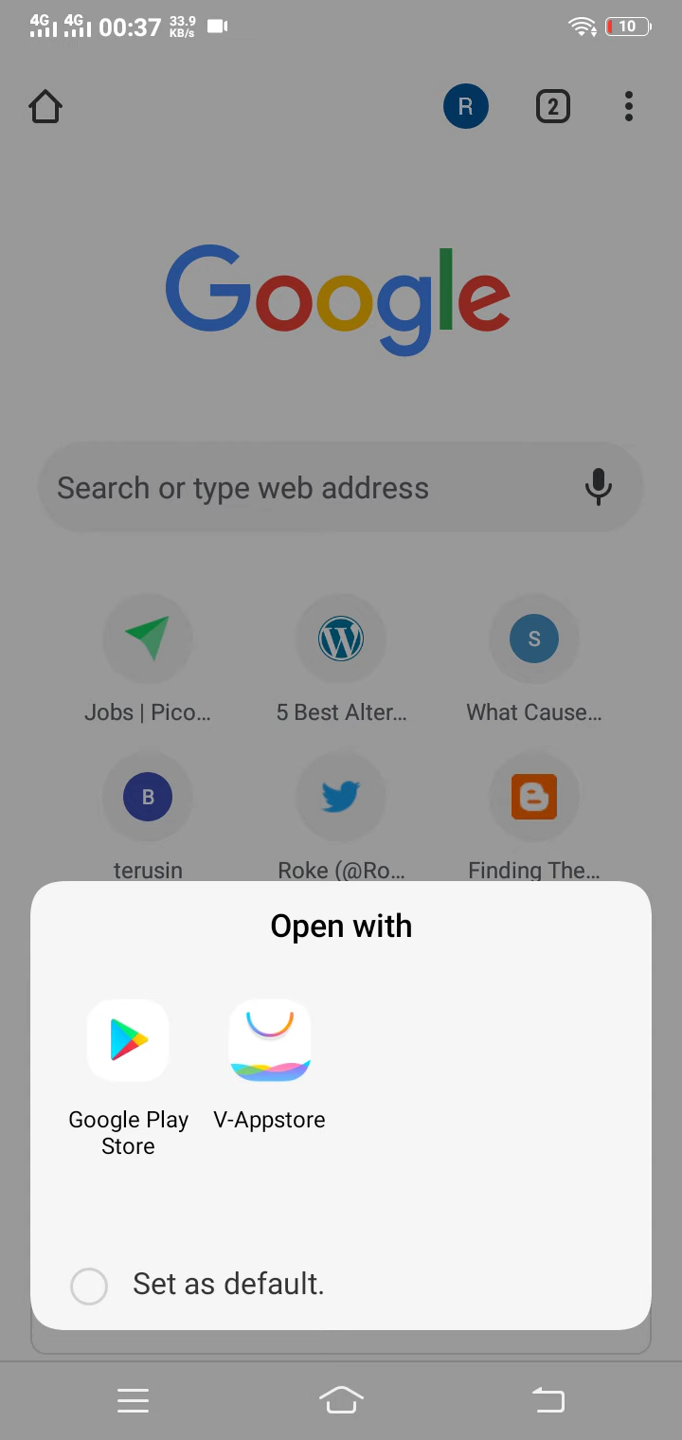 4G 4G 00:37 33.9 KB/s 10
R 2
Google
Search or type web address
S
Jobs | Pico... 5 Best Alter... What Cause...
B
terusin Roke (@Ro... Finding The...
Open with
Google Play V-Appstore
Store
Set as default.